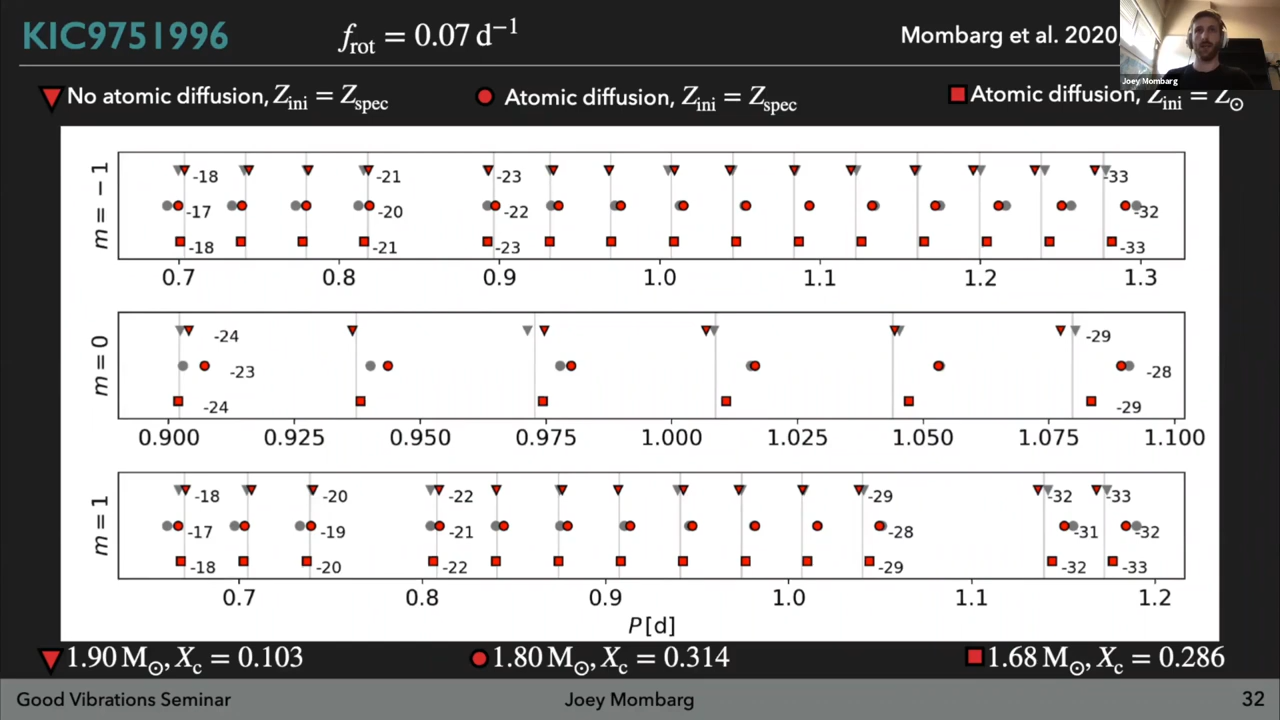 KIC9751996
f_rot = 0.07 d⁻¹
Mombarg et al. 2020
Joey Mombarg
No atomic diffusion, Z_ini = Z_spec
Atomic diffusion, Z_ini = Z_spec
Atomic diffusion, Z_ini = Z_⊙
m = −1
-18 -21 -23 -33
-17 -20 -22 -32
-18 -21 -23 -33
0.7 0.8 0.9 1.0 1.1 1.2 1.3
m = 0
-24 -29
-23 -28
-24 -29
0.900 0.925 0.950 0.975 1.000 1.025 1.050 1.075 1.100
m = 1
-18 -20 -22 -29 -32 -33
-17 -19 -21 -28 -31 -32
-18 -20 -22 -29 -32 -33
0.7 0.8 0.9 1.0 1.1 1.2
P [d]
1.90 M_⊙, X_c = 0.103
1.80 M_⊙, X_c = 0.314
1.68 M_⊙, X_c = 0.286
Good Vibrations Seminar
Joey Mombarg
32